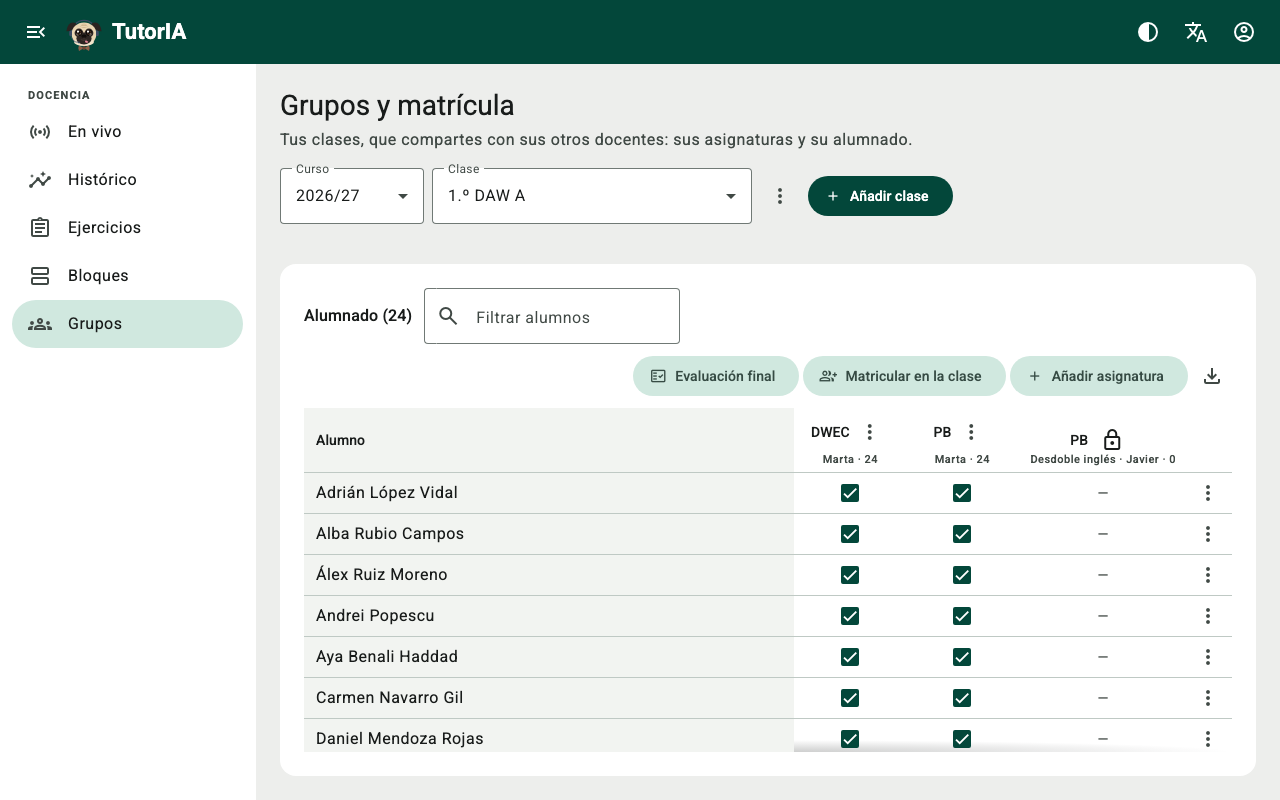 TutorIA
DOCENCIA
En vivo
Histórico
Ejercicios
Bloques
Grupos
Grupos y matrícula
Tus clases, que compartes con sus otros docentes: sus asignaturas y su alumnado.
Curso
2026/27
Clase
1.º DAW A
+ Añadir clase
Alumnado (24)
Filtrar alumnos
Evaluación final
Matricular en la clase
+ Añadir asignatura
Alumno
DWEC
Marta · 24
PB
Marta · 24
PB
Desdoble inglés · Javier · 0
Adrián López Vidal –
Alba Rubio Campos –
Álex Ruiz Moreno –
Andrei Popescu –
Aya Benali Haddad –
Carmen Navarro Gil –
Daniel Mendoza Rojas –